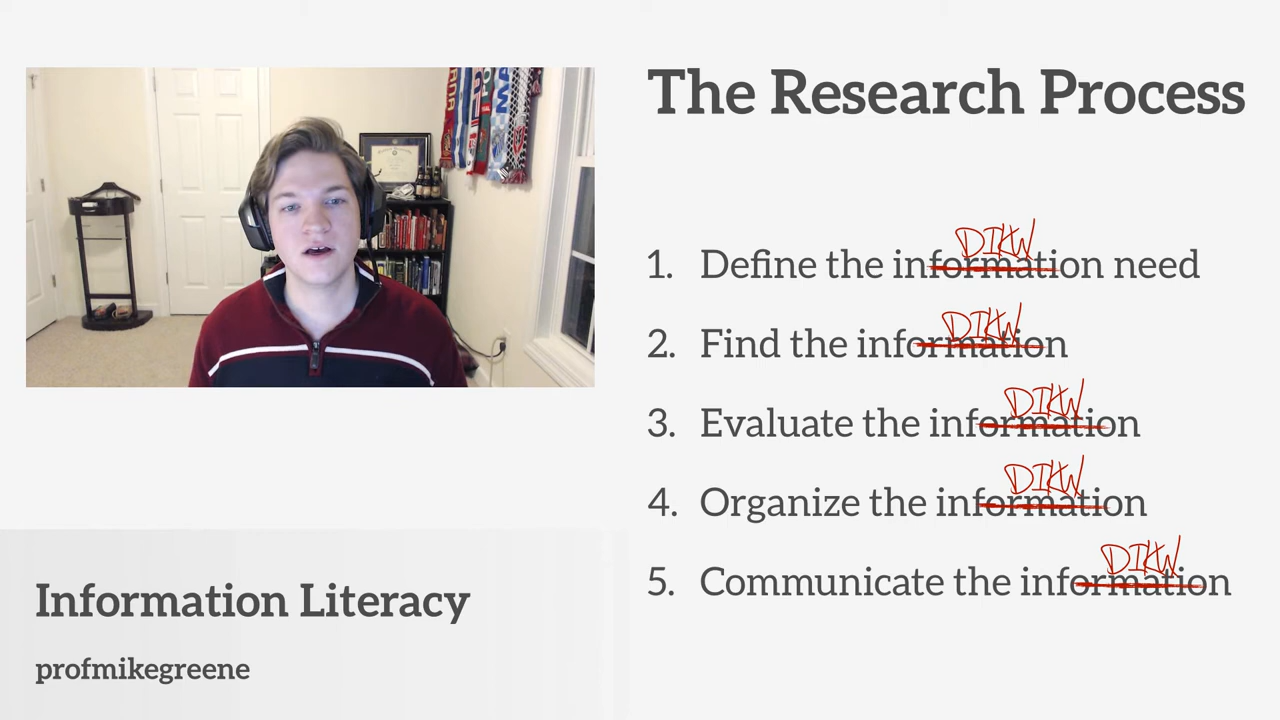 The Research Process
DIKW
1. Define the information need
DIKW
2. Find the information
DIKW
3. Evaluate the information
DIKW
4. Organize the information
DIKW
5. Communicate the information
Information Literacy
profmikegreene